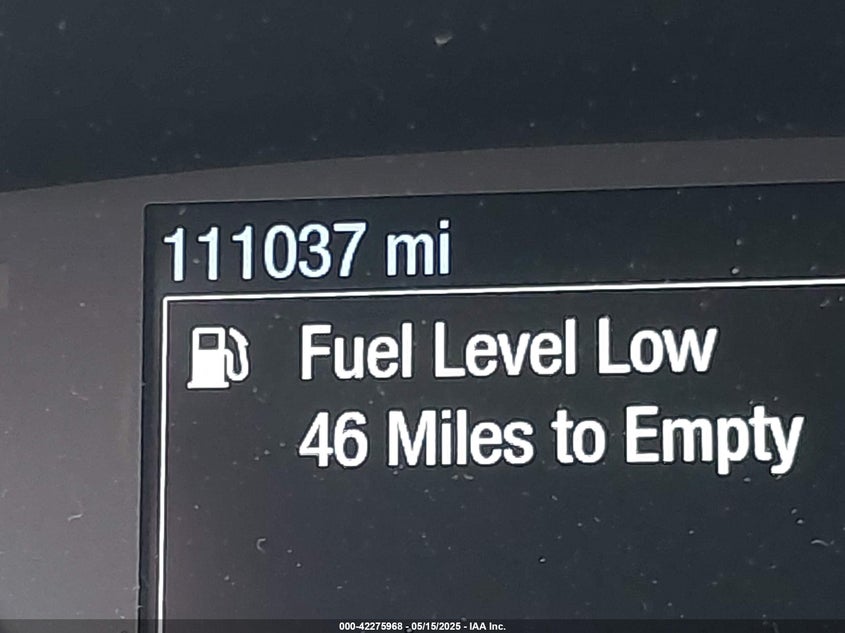 111037 mi
Fuel Level Low
46 Miles to Empty
000-42275968 - 05/15/2025 - IAA Inc.